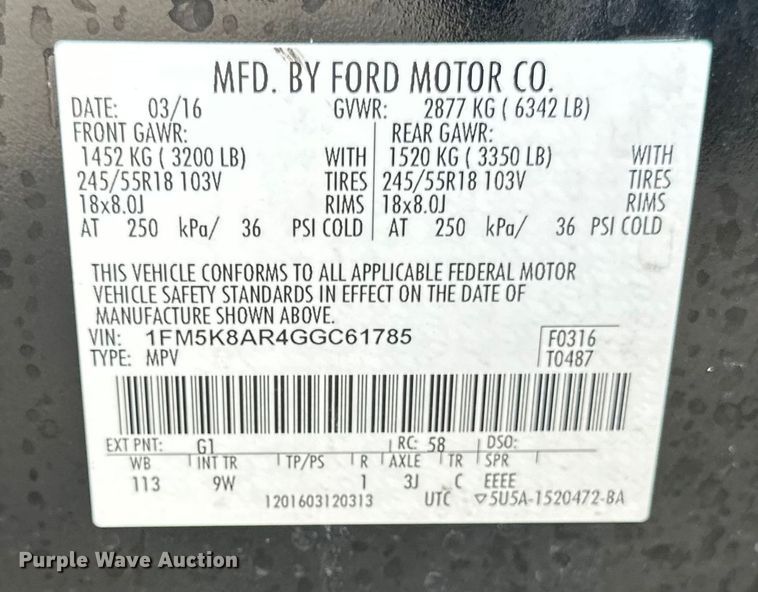 MFD. BY FORD MOTOR CO.
DATE: 03/16 GVWR: 2877 KG ( 6342 LB)
FRONT GAWR: REAR GAWR:
1452 KG ( 3200 LB) WITH 1520 KG ( 3350 LB) WITH
245/55R18 103V TIRES 245/55R18 103V TIRES
18x8.0J RIMS 18x8.0J RIMS
AT 250 kPa/ 36 PSI COLD AT 250 kPa/ 36 PSI COLD
THIS VEHICLE CONFORMS TO ALL APPLICABLE FEDERAL MOTOR
VEHICLE SAFETY STANDARDS IN EFFECT ON THE DATE OF
MANUFACTURE SHOWN ABOVE.
VIN: 1FM5K8AR4GGC61785 F0316
TYPE: MPV T0487
EXT PNT: G1 RC: 58 DSO:
WB INT TR TP/PS R AXLE TR SPR
113 9W 1 3J C EEEE
1201603120313 UTC ▽5U5A-1520472-BA
Purple Wave Auction